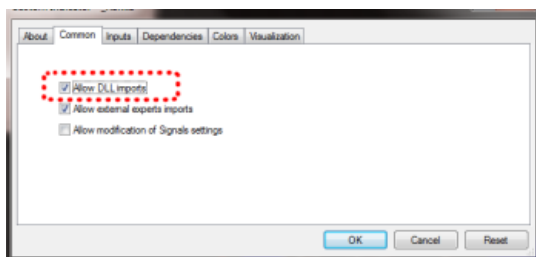 About Common Inputs Dependencies Colors Visualization
Allow DLL imports
Allow external experts imports
Allow modification of Signals settings
OK Cancel Reset